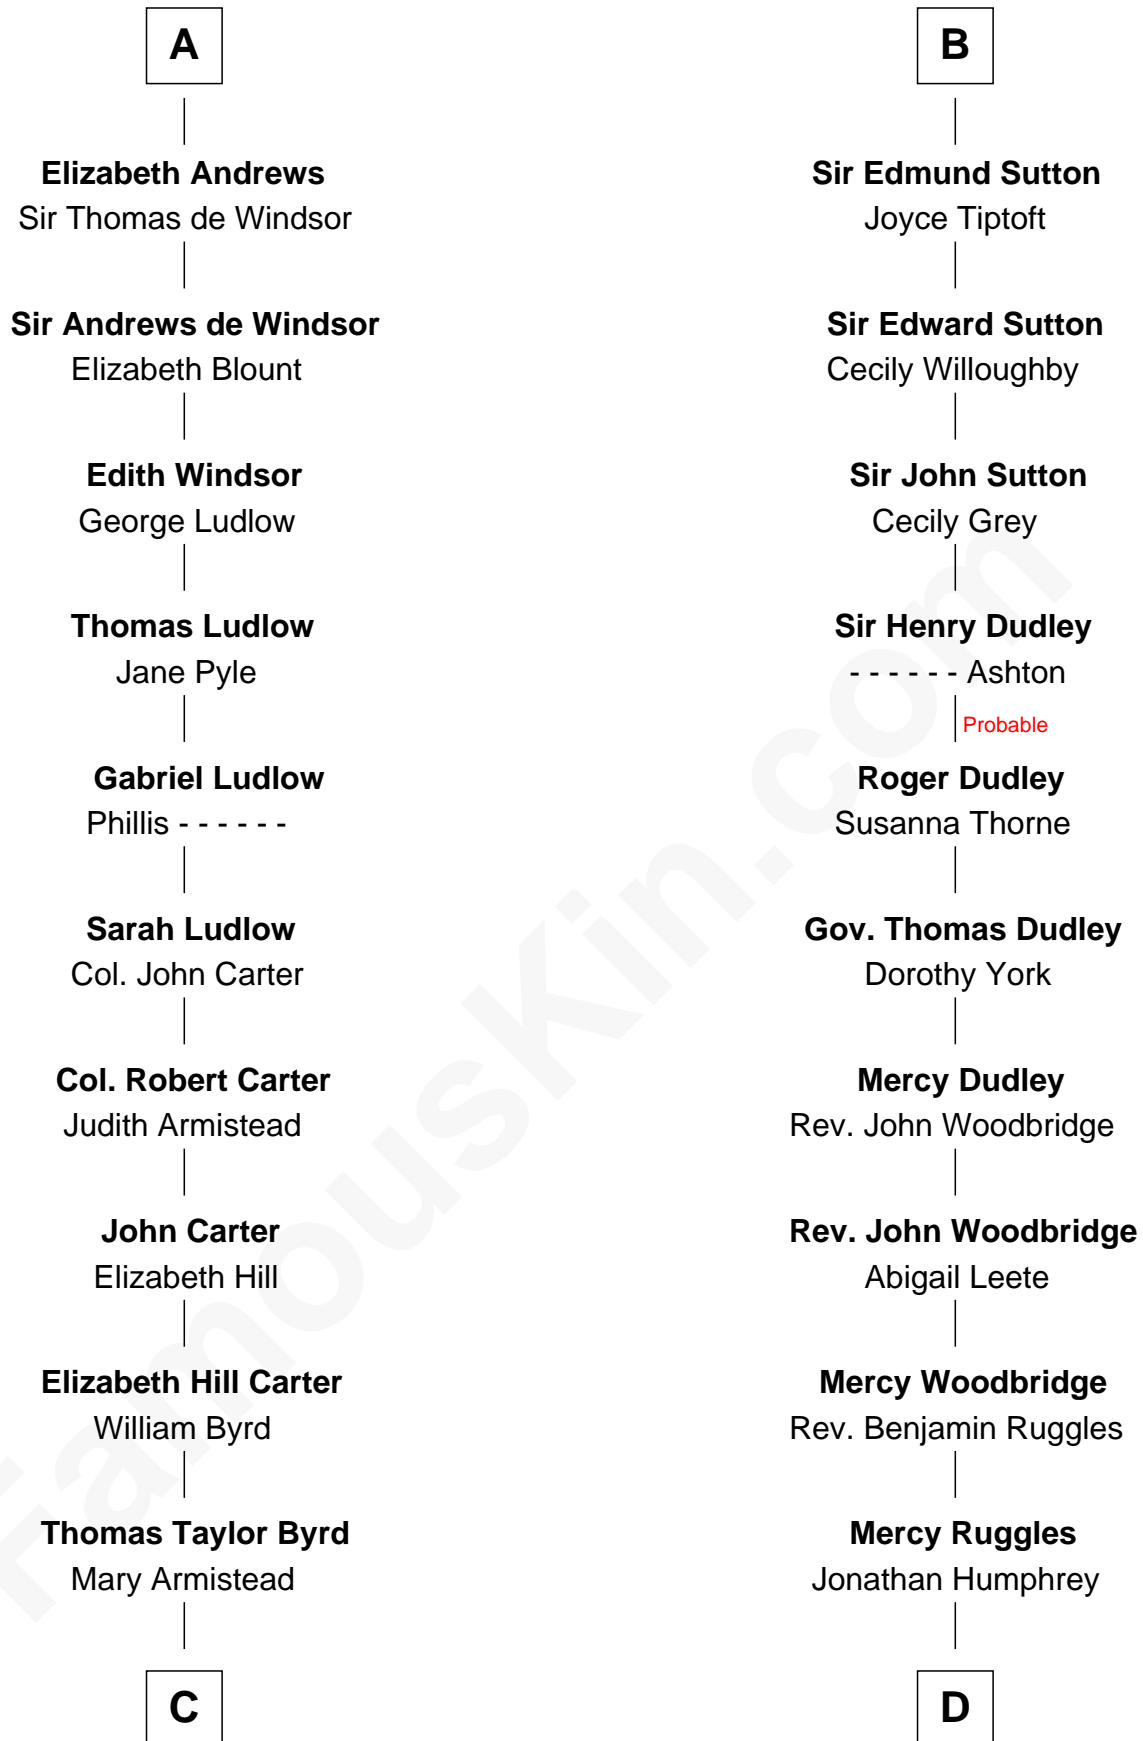 A
Elizabeth Andrews
Sir Thomas de Windsor
Sir Andrews de Windsor
Elizabeth Blount
Edith Windsor
George Ludlow
Thomas Ludlow
Jane Pyle
Gabriel Ludlow
Phillis - - - - - -
Sarah Ludlow
Col. John Carter
Col. Robert Carter
Judith Armistead
John Carter
Elizabeth Hill
Elizabeth Hill Carter
William Byrd
Thomas Taylor Byrd
Mary Armistead
C
B
Sir Edmund Sutton
Joyce Tiptoft
Sir Edward Sutton
Cecily Willoughby
Sir John Sutton
Cecily Grey
Sir Henry Dudley
- - - - - - Ashton
Probable
Roger Dudley
Susanna Thorne
Gov. Thomas Dudley
Dorothy York
Mercy Dudley
Rev. John Woodbridge
Rev. John Woodbridge
Abigail Leete
Mercy Woodbridge
Rev. Benjamin Ruggles
Mercy Ruggles
Jonathan Humphrey
D
FamousKin.com